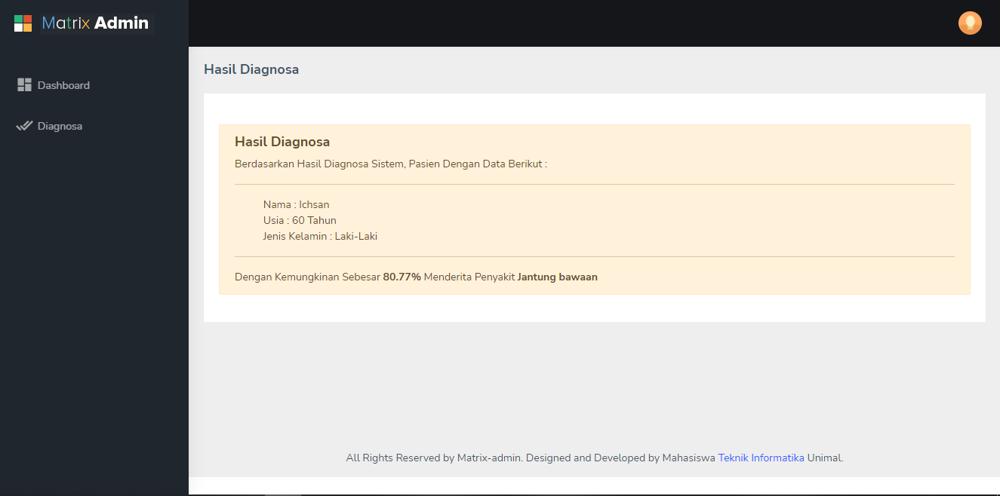 Matrix Admin
Dashboard
Diagnosa
Hasil Diagnosa
Hasil Diagnosa
Berdasarkan Hasil Diagnosa Sistem, Pasien Dengan Data Berikut :
Nama : Ichsan
Usia : 60 Tahun
Jenis Kelamin : Laki-Laki
Dengan Kemungkinan Sebesar 80.77% Menderita Penyakit Jantung bawaan
All Rights Reserved by Matrix-admin. Designed and Developed by Mahasiswa Teknik Informatika Unimal.